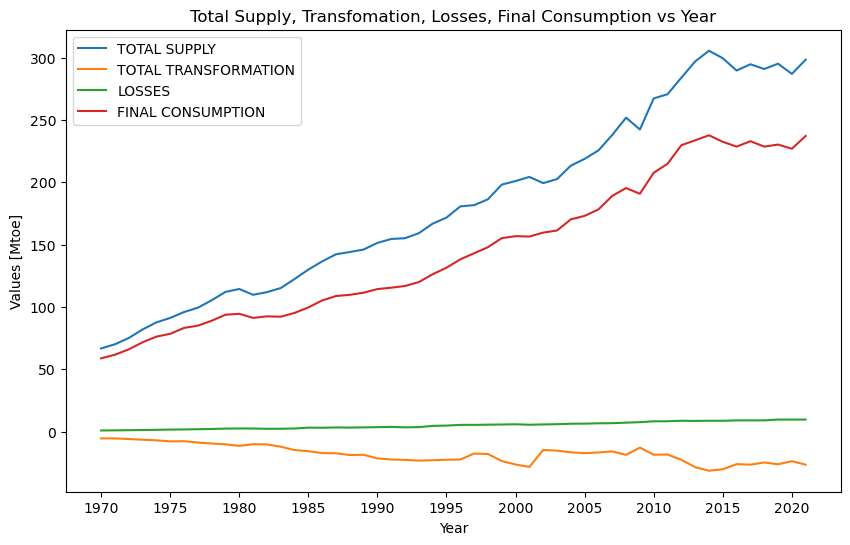 Total Supply, Transfomation, Losses, Final Consumption vs Year
TOTAL SUPPLY
TOTAL TRANSFORMATION
LOSSES
FINAL CONSUMPTION
300
250
200
150
100
50
0
Values [Mtoe]
1970 1975 1980 1985 1990 1995 2000 2005 2010 2015 2020
Year